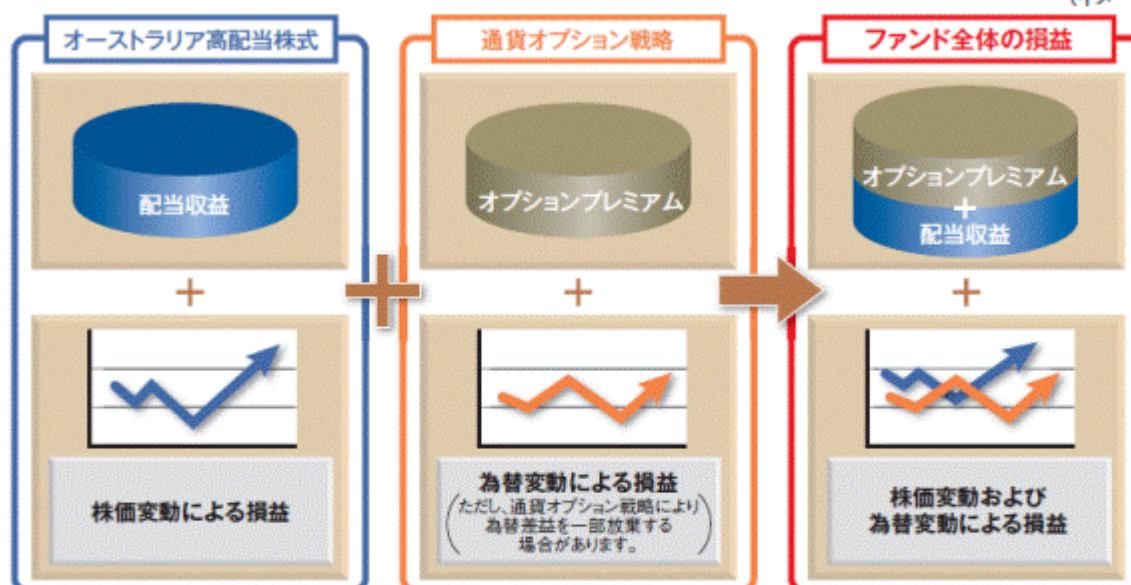 オーストラリア高配当株式
配当収益
+
株価変動による損益
+
通貨オプション戦略
オプションプレミアム
+
為替変動による損益
(ただし、通貨オプション戦略により
為替差益を一部放棄する
場合があります。)
ファンド全体の損益
オプションプレミアム
+
配当収益
+
株価変動および
為替変動による損益